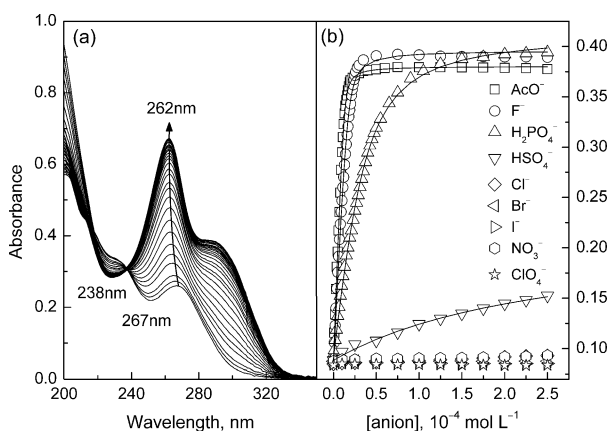 (a)
(b)
262nm
238nm
267nm
Absorbance
1.0
0.8
0.6
0.4
0.2
0.0
200
240
280
320
Wavelength, nm
0.40
0.35
0.30
0.25
0.20
0.15
0.10
AcO⁻
F⁻
H₂PO₄⁻
HSO₄⁻
Cl⁻
Br⁻
I⁻
NO₃⁻
ClO₄⁻
0.0 0.5 1.0 1.5 2.0 2.5
[anion], 10⁻⁴ mol L⁻¹